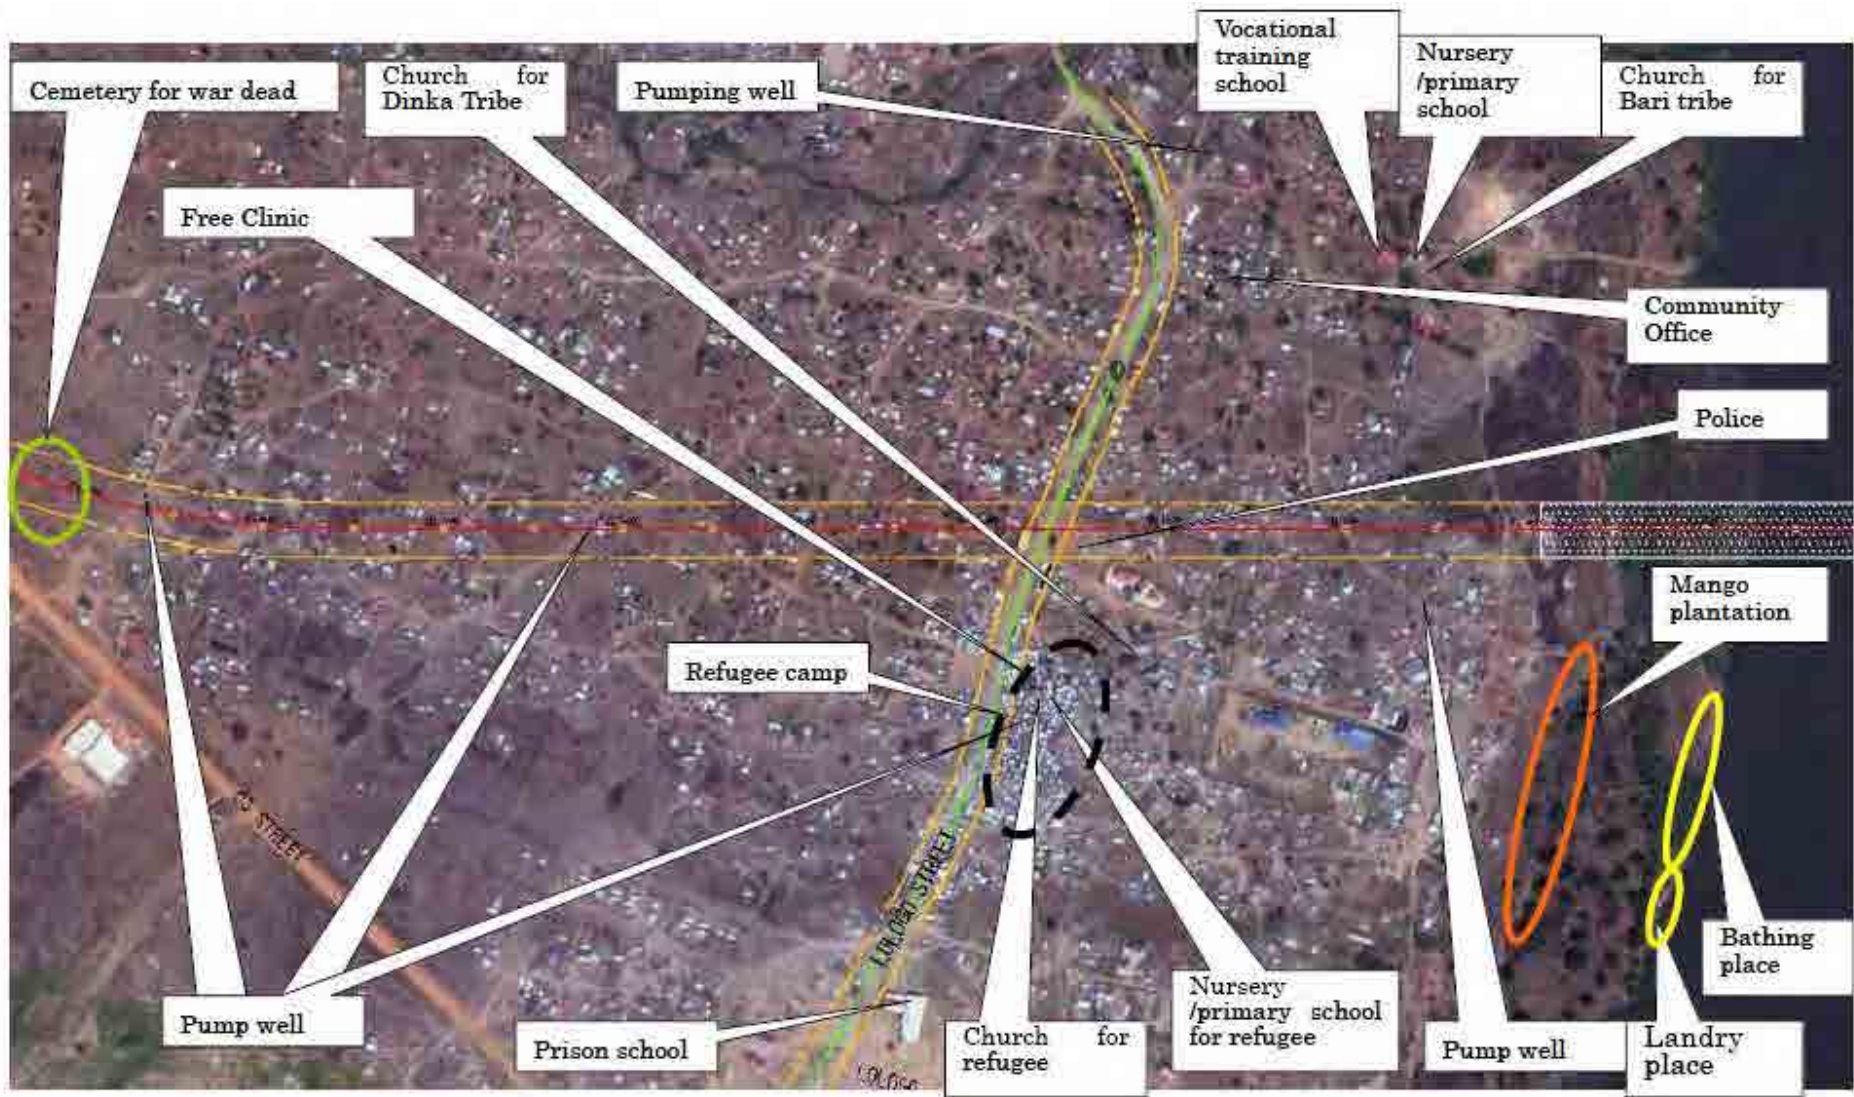 Vocational
training
school
Nursery
/primary
school
Church for
Bari tribe
Cemetery for war dead
Church for
Dinka Tribe
Pumping well
Free Clinic
Community
Office
Police
Mango
plantation
Refugee camp
PS STREET
LOLOGO STREET
Bathing
place
Pump well
Prison school
Church for
refugee
Nursery
/primary school
for refugee
Pump well
Landry
place